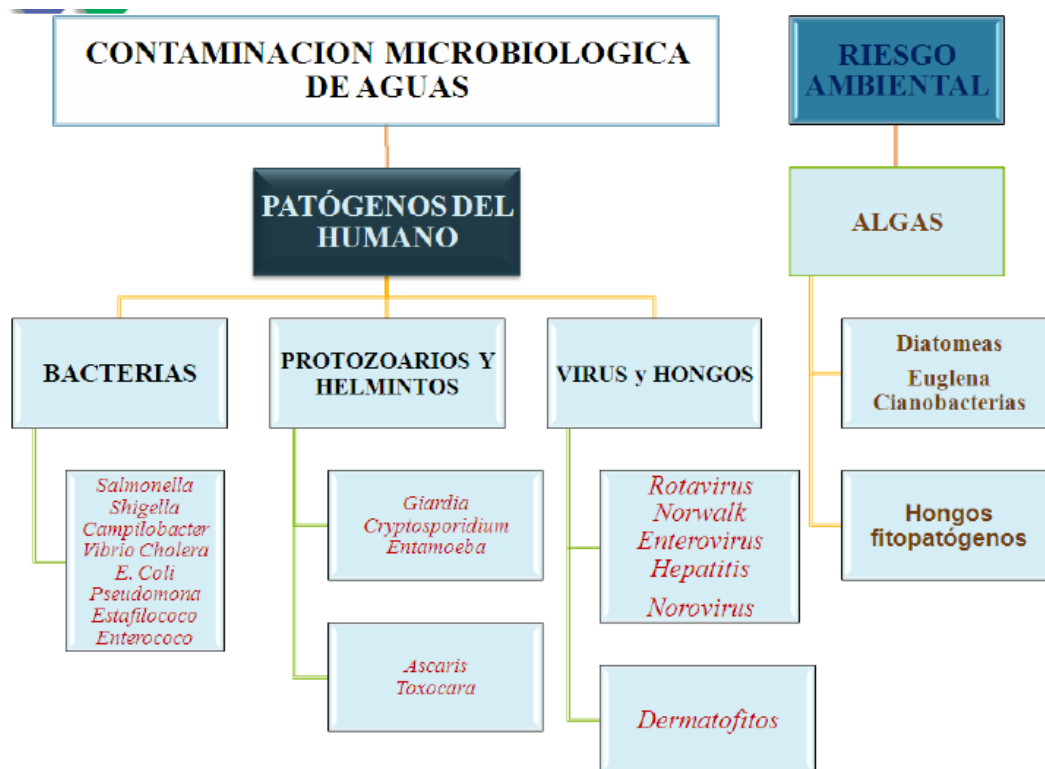 CONTAMINACION MICROBIOLOGICA
DE AGUAS
RIESGO
AMBIENTAL
PATÓGENOS DEL
HUMANO
ALGAS
BACTERIAS
PROTOZOARIOS Y
HELMINTOS
VIRUS y HONGOS
Diatomeas
Euglena
Cianobacterias
Salmonella
Shigella
Campilobacter
Vibrio Cholera
E. Coli
Pseudomona
Estafilococo
Enterococo
Giardia
Cryptosporidium
Entamoeba
Rotavirus
Norwalk
Enterovirus
Hepatitis
Norovirus
Hongos
fitopatógenos
Ascaris
Toxocara
Dermatofitos